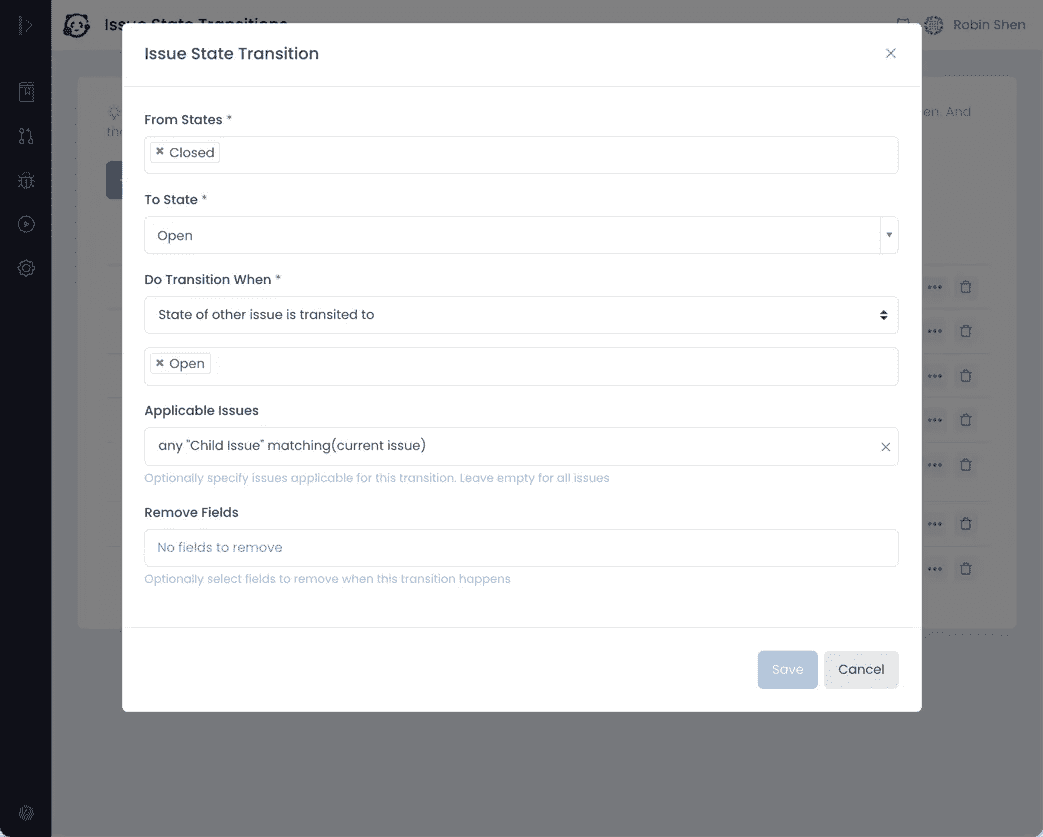 Issue State Transitions
Robin Shen
Issue State Transition
en. And
the
From States *
Closed
To State *
Open
Do Transition When *
State of other issue is transited to
Open
Applicable Issues
any "Child Issue" matching(current issue)
Optionally specify issues applicable for this transition. Leave empty for all issues
Remove Fields
No fields to remove
Optionally select fields to remove when this transition happens
Save
Cancel